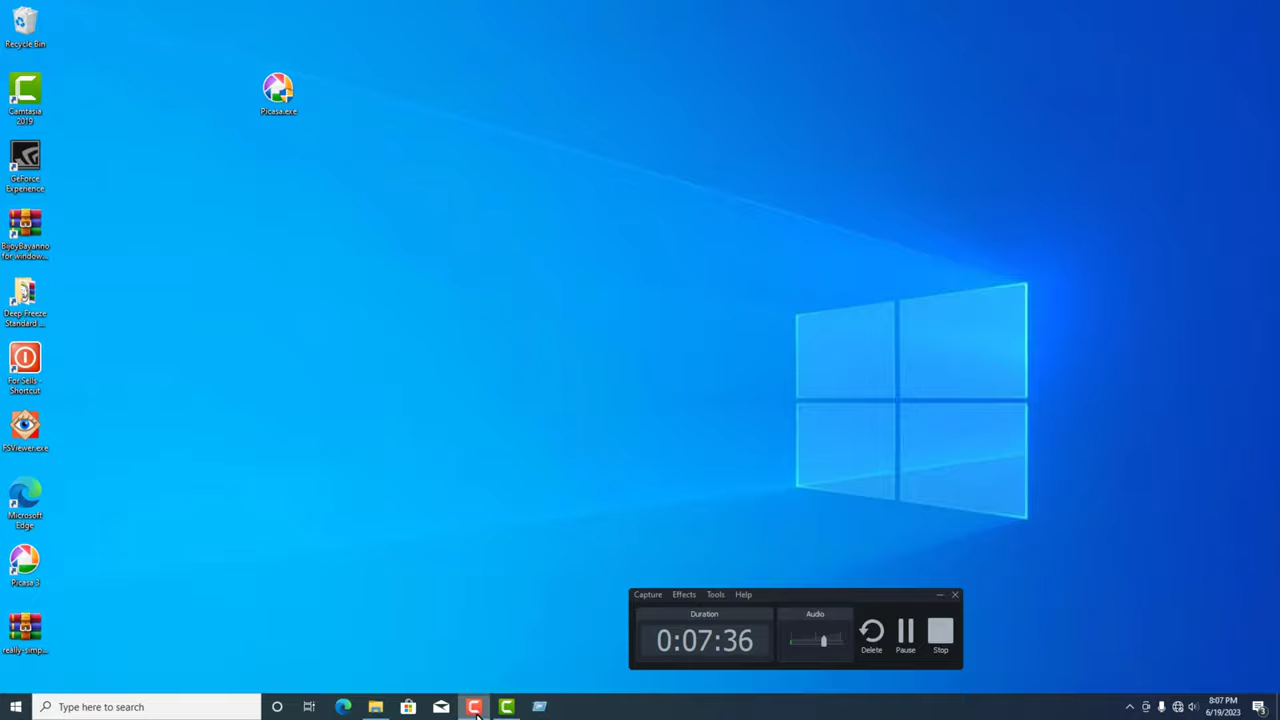 Recycle Bin
Camtasia
2019
GeForce
Experience
BijoyBayanno
for window...
Deep Freeze
Standard ...
For Sells -
Shortcut
FSViewer.exe
Microsoft
Edge
Picasa 3
really-simp...
Picasa.exe
Capture Effects Tools Help
Duration
Audio
0:07:36
Delete
Pause
Stop
Type here to search
8:07 PM
6/19/2023
3